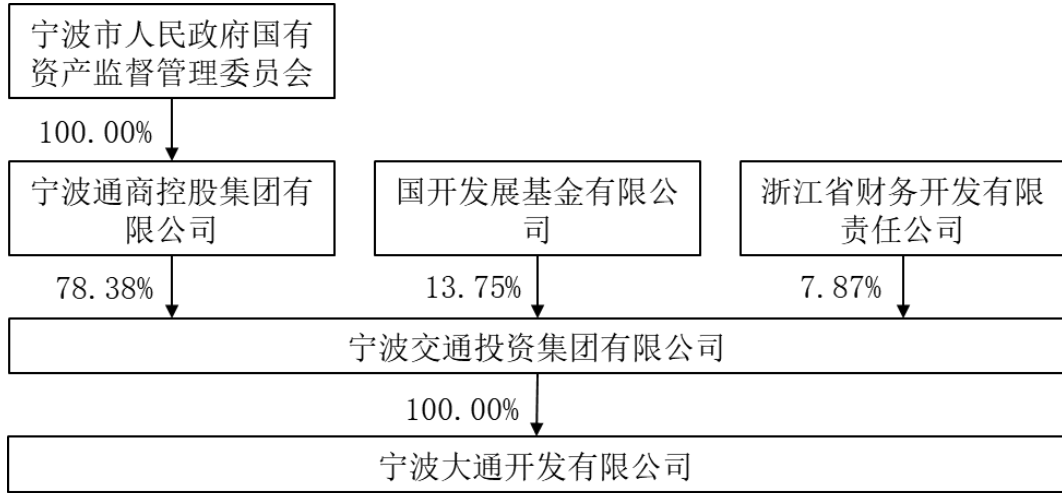 宁波市人民政府国有
资产监督管理委员会
100.00%
宁波通商控股集团有
限公司
国开发展基金有限公
司
浙江省财务开发有限
责任公司
78.38%
13.75%
7.87%
宁波交通投资集团有限公司
100.00%
宁波大通开发有限公司